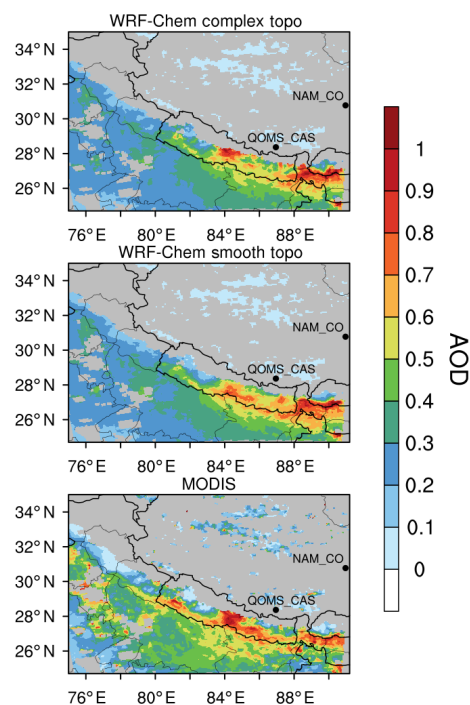 WRF-Chem complex topo
34° N
32° N
30° N
28° N
26° N
NAM_CO
QOMS_CAS
76° E
80° E
84° E
88° E
WRF-Chem smooth topo
34° N
32° N
30° N
28° N
26° N
NAM_CO
QOMS_CAS
76° E
80° E
84° E
88° E
MODIS
34° N
32° N
30° N
28° N
26° N
NAM_CO
QOMS_CAS
76° E
80° E
84° E
88° E
1
0.9
0.8
0.7
0.6
0.5
0.4
0.3
0.2
0.1
0
AOD